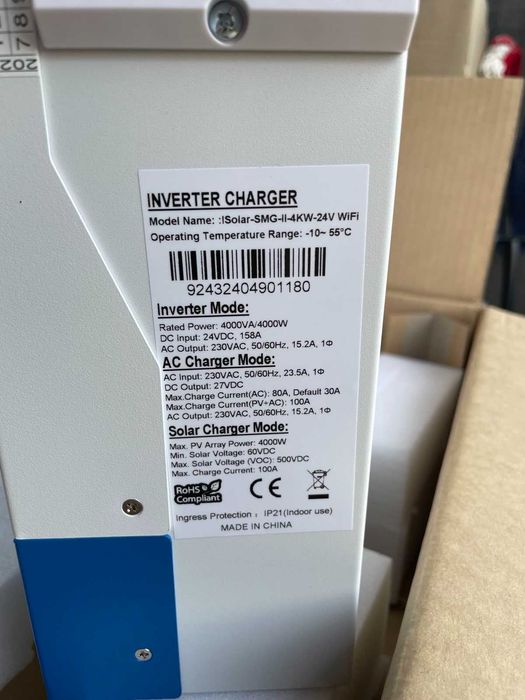 202
7 8 9
INVERTER CHARGER
Model Name: :ISolar-SMG-II-4KW-24V WiFi
Operating Temperature Range: -10~ 55°C
92432404901180
Inverter Mode:
Rated Power: 4000VA/4000W
DC Input: 24VDC, 158A
AC Output: 230VAC, 50/60Hz, 15.2A, 1Φ
AC Charger Mode:
AC Input: 230VAC, 50/60Hz, 23.5A, 1Φ
DC Output: 27VDC
Max.Charge Current(AC): 80A, Default 30A
Max.Charge Current(PV+AC): 100A
AC Output: 230VAC, 50/60Hz, 15.2A, 1Φ
Solar Charger Mode:
Max. PV Array Power: 4000W
Min. Solar Voltage: 60VDC
Max. Solar Voltage (VOC): 500VDC
Max. Charge Current: 100A
RoHS
Compliant
CE
Ingress Protection : IP21(Indoor use)
MADE IN CHINA